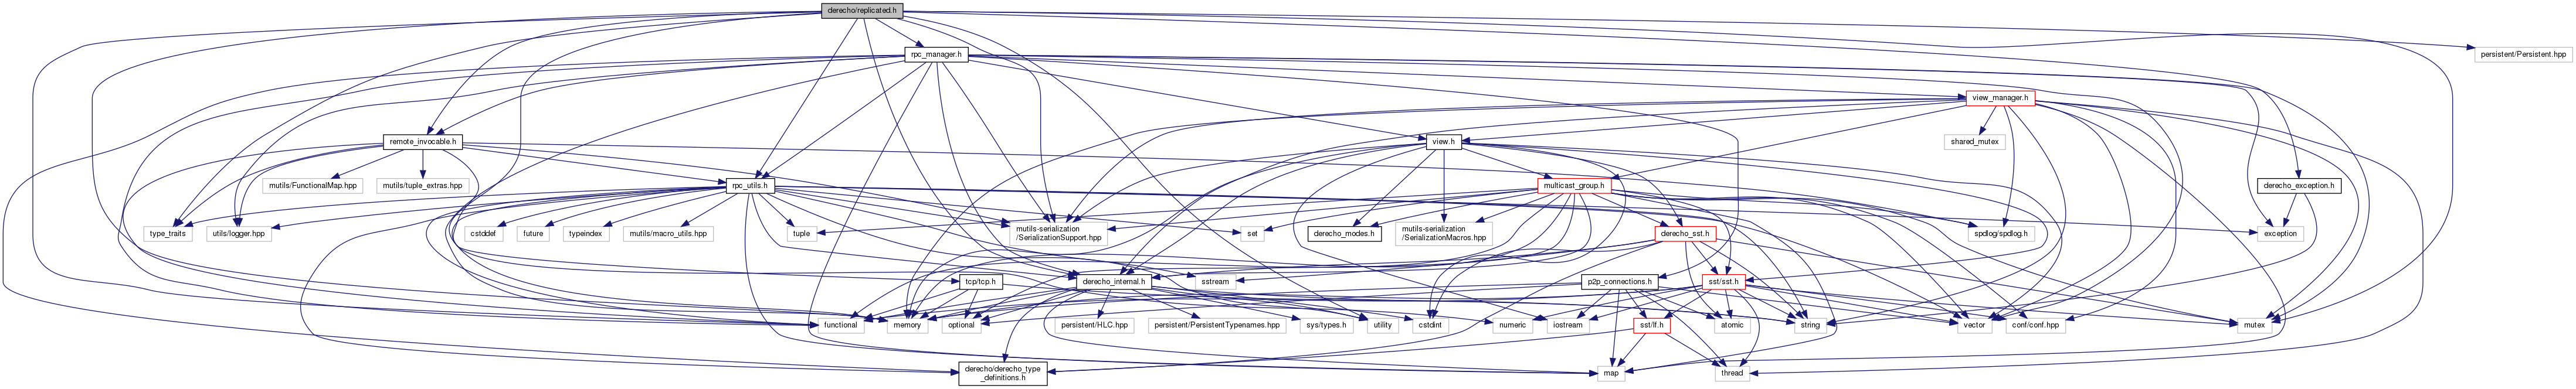 derecho/replicated.h
rpc_manager.h
persistent/Persistent.hpp
view_manager.h
remote_invocable.h
view.h
shared_mutex
mutils/FunctionalMap.hpp
mutils/tuple_extras.hpp
rpc_utils.h
multicast_group.h
derecho_exception.h
type_traits
utils/logger.hpp
cstddef
future
typeindex
mutils/macro_utils.hpp
tuple
mutils-serialization
/SerializationSupport.hpp
set
derecho_modes.h
mutils-serialization
/SerializationMacros.hpp
derecho_sst.h
spdlog/spdlog.h
exception
tcp/tcp.h
derecho_internal.h
sstream
p2p_connections.h
sst/sst.h
functional
memory
optional
persistent/HLC.hpp
persistent/PersistentTypenames.hpp
sys/types.h
utility
cstdint
numeric
iostream
sst/lf.h
atomic
string
vector
conf/conf.hpp
mutex
derecho/derecho_type
_definitions.h
map
thread